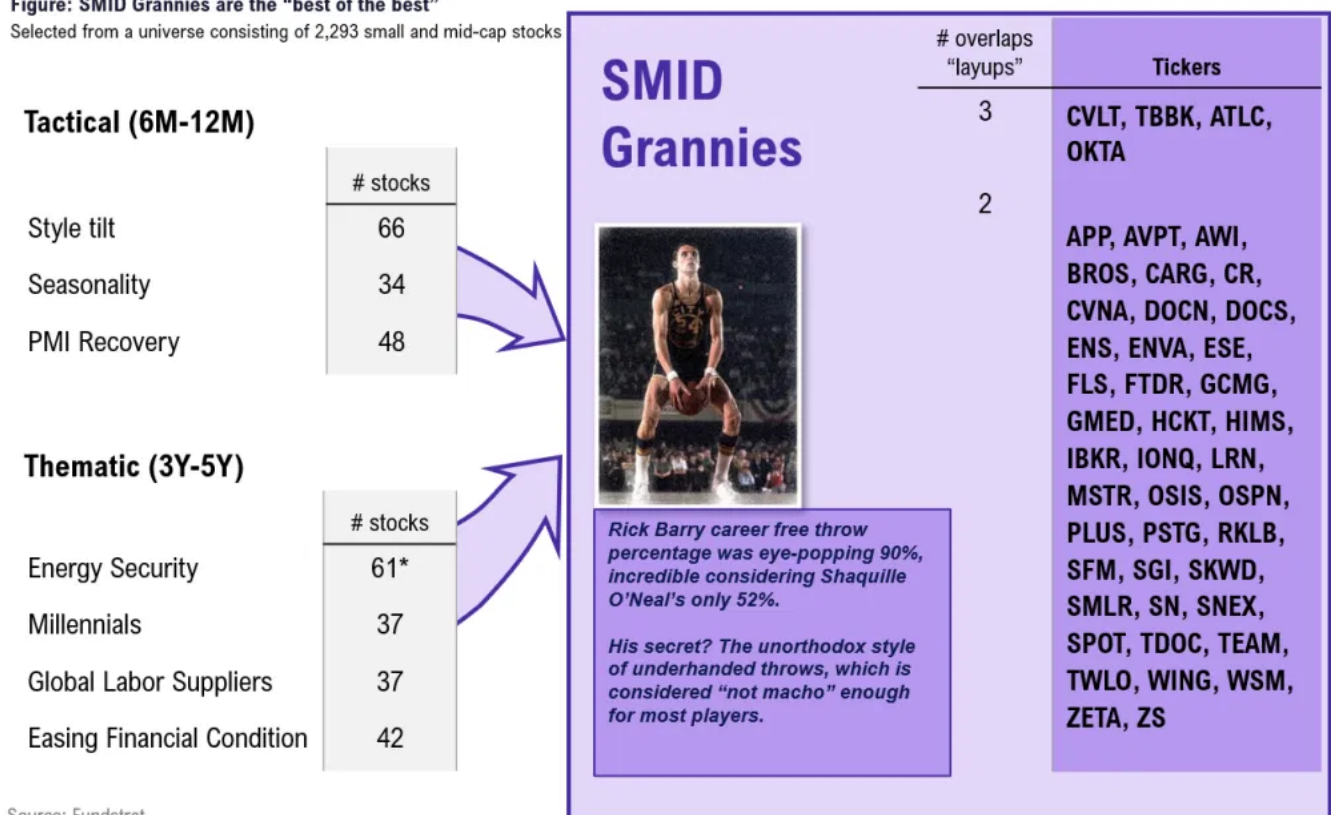 Figure: SMID Grannies are the “best of the best”
Selected from a universe consisting of 2,293 small and mid-cap stocks
Tactical (6M-12M)
# stocks
Style tilt 66
Seasonality 34
PMI Recovery 48
Thematic (3Y-5Y)
# stocks
Energy Security 61*
Millennials 37
Global Labor Suppliers 37
Easing Financial Condition 42
Source: Fundstrat
SMID
Grannies
CITY
Rick Barry career free throw
percentage was eye-popping 90%,
incredible considering Shaquille
O’Neal’s only 52%.
His secret? The unorthodox style
of underhanded throws, which is
considered “not macho” enough
for most players.
# overlaps
“layups”
Tickers
3
CVLT, TBBK, ATLC,
OKTA
2
APP, AVPT, AWI,
BROS, CARG, CR,
CVNA, DOCN, DOCS,
ENS, ENVA, ESE,
FLS, FTDR, GCMG,
GMED, HCKT, HIMS,
IBKR, IONQ, LRN,
MSTR, OSIS, OSPN,
PLUS, PSTG, RKLB,
SFM, SGI, SKWD,
SMLR, SN, SNEX,
SPOT, TDOC, TEAM,
TWLO, WING, WSM,
ZETA, ZS